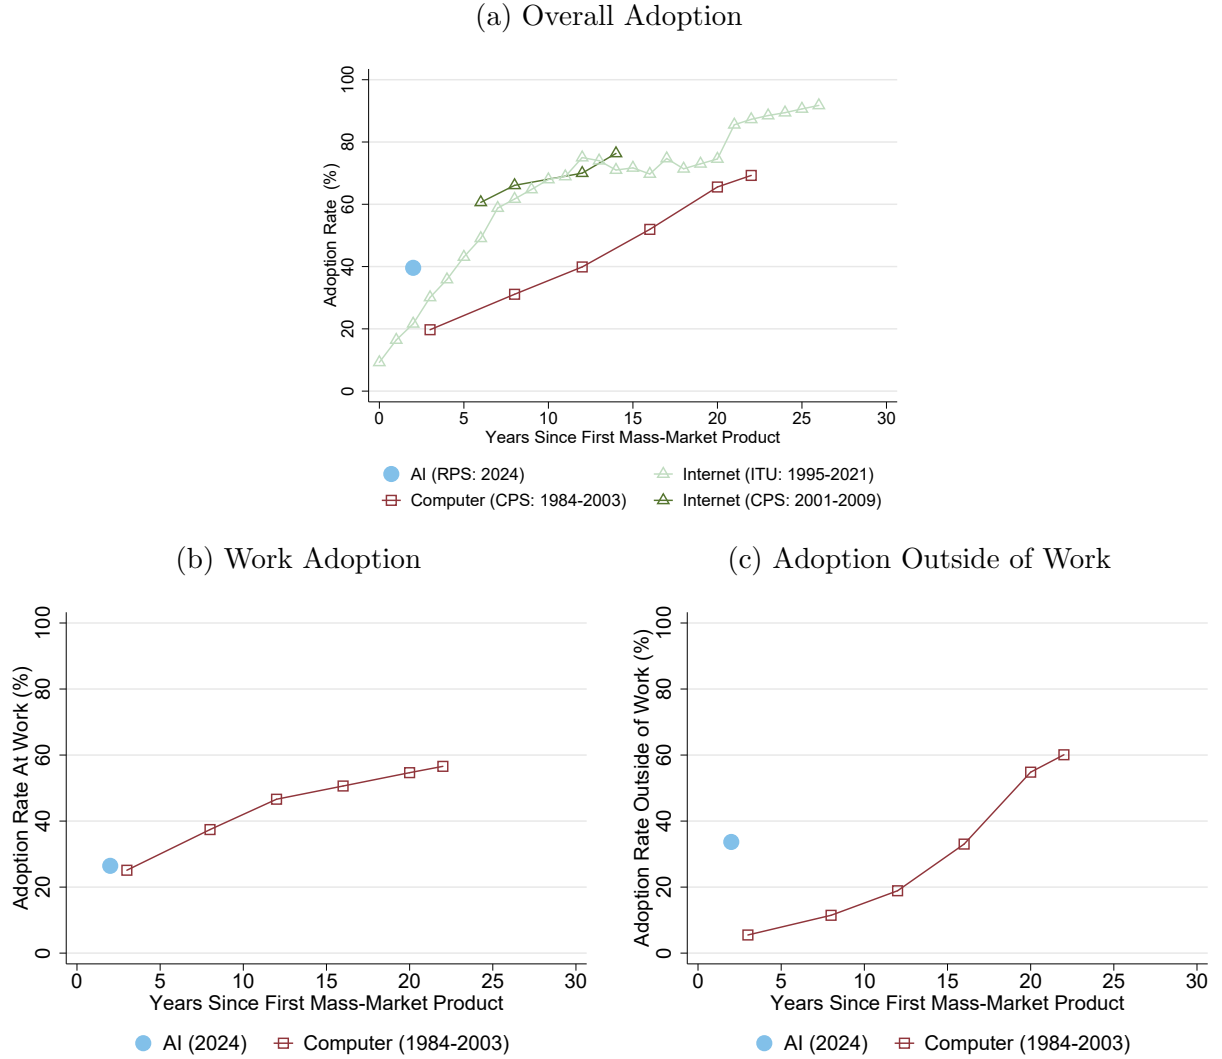 (a) Overall Adoption
Adoption Rate (%)
100
80
60
40
20
0
0 5 10 15 20 25 30
Years Since First Mass-Market Product
AI (RPS: 2024) Internet (ITU: 1995-2021)
Computer (CPS: 1984-2003) Internet (CPS: 2001-2009)
(b) Work Adoption
Adoption Rate At Work (%)
100
80
60
40
20
0
0 5 10 15 20 25 30
Years Since First Mass-Market Product
AI (2024) Computer (1984-2003)
(c) Adoption Outside of Work
Adoption Rate Outside of Work (%)
100
80
60
40
20
0
0 5 10 15 20 25 30
Years Since First Mass-Market Product
AI (2024) Computer (1984-2003)